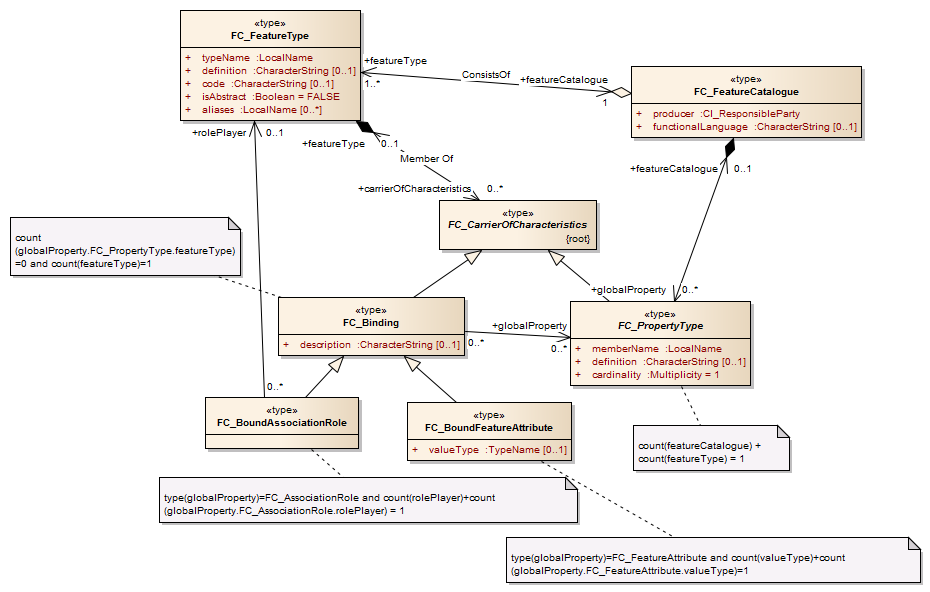 «type»
FC_FeatureType
+ typeName :LocalName
+ definition :CharacterString [0..1]
+ code :CharacterString [0..1]
+ isAbstract :Boolean = FALSE
+ aliases :LocalName [0..*]
+featureType
1..*
ConsistsOf
+featureCatalogue
1
«type»
FC_FeatureCatalogue
+ producer :CI_ResponsibleParty
+ functionalLanguage :CharacterString [0..1]
+rolePlayer
0..1
+featureType
0..1
Member Of
+carrierOfCharacteristics
0..*
+featureCatalogue
0..1
«type»
FC_CarrierOfCharacteristics
{root}
count
(globalProperty.FC_PropertyType.featureType)
=0 and count(featureType)=1
+globalProperty
0..*
«type»
FC_Binding
+ description :CharacterString [0..1]
+globalProperty
0..*
0..*
«type»
FC_PropertyType
+ memberName :LocalName
+ definition :CharacterString [0..1]
+ cardinality :Multiplicity = 1
0..*
«type»
FC_BoundAssociationRole
«type»
FC_BoundFeatureAttribute
+ valueType :TypeName [0..1]
count(featureCatalogue) +
count(featureType) = 1
type(globalProperty)=FC_AssociationRole and count(rolePlayer)+count
(globalProperty.FC_AssociationRole.rolePlayer) = 1
type(globalProperty)=FC_FeatureAttribute and count(valueType)+count
(globalProperty.FC_FeatureAttribute.valueType)=1